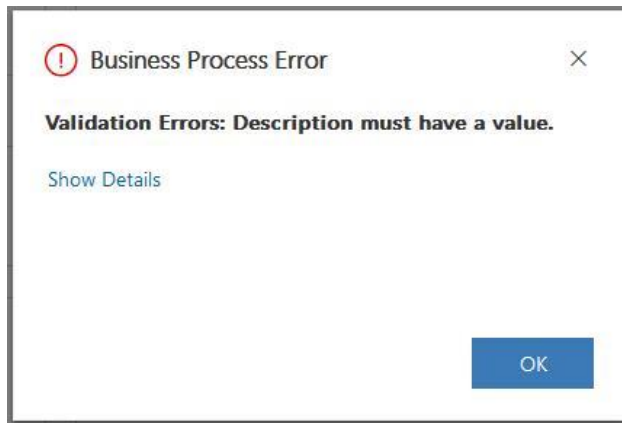 Business Process Error
Validation Errors: Description must have a value.
Show Details
OK